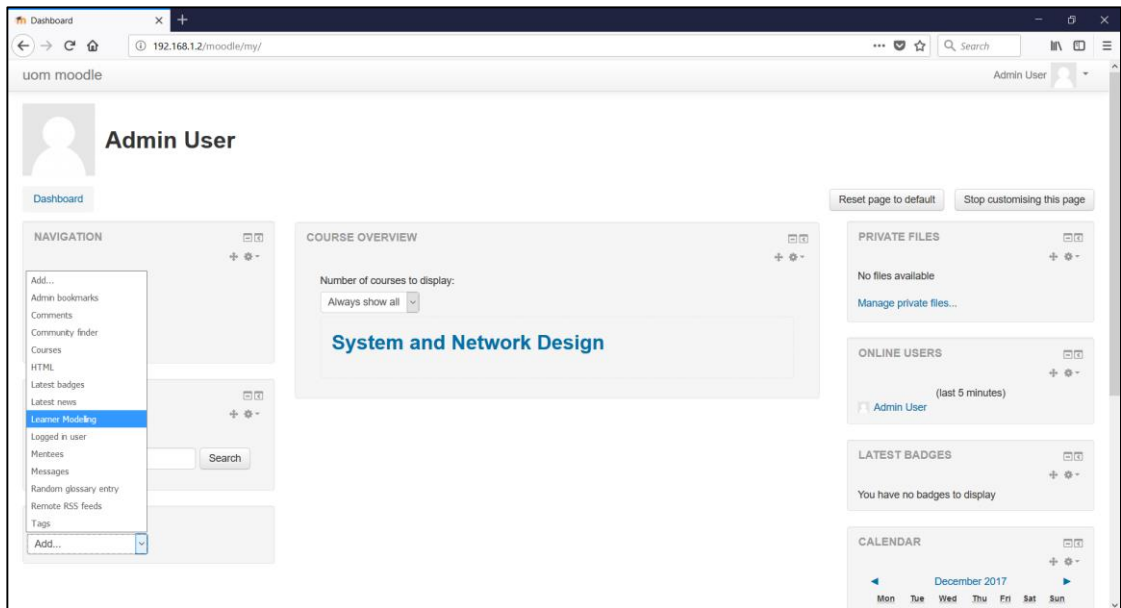 Dashboard
192.168.1.2/moodle/my/
Search
uom moodle
Admin User
Admin User
Dashboard
Reset page to default
Stop customising this page
NAVIGATION
Add...
Admin bookmarks
Comments
Community finder
Courses
HTML
Latest badges
Latest news
Learner Modeling
Logged in user
Mentees
Messages
Random glossary entry
Remote RSS feeds
Tags
Search
Add...
COURSE OVERVIEW
Number of courses to display:
Always show all
System and Network Design
PRIVATE FILES
No files available
Manage private files...
ONLINE USERS
(last 5 minutes)
Admin User
LATEST BADGES
You have no badges to display
CALENDAR
December 2017
Mon Tue Wed Thu Fri Sat Sun